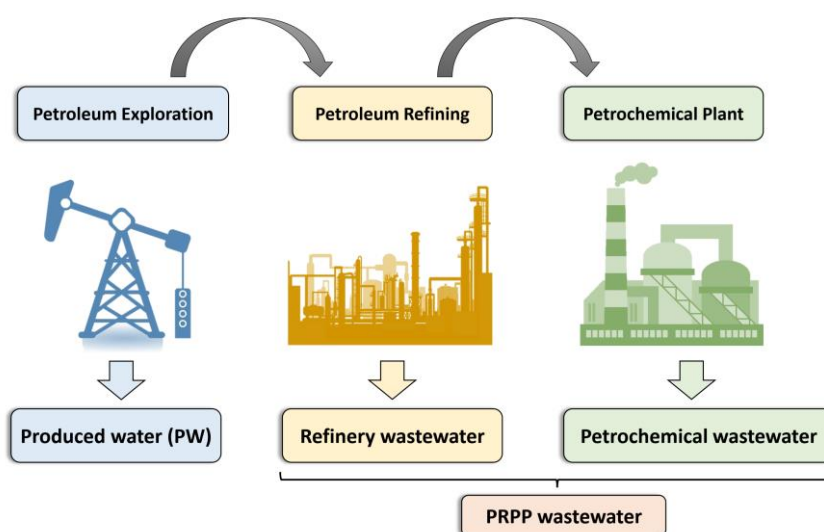 Petroleum Exploration
Petroleum Refining
Petrochemical Plant
Produced water (PW)
Refinery wastewater
Petrochemical wastewater
PRPP wastewater